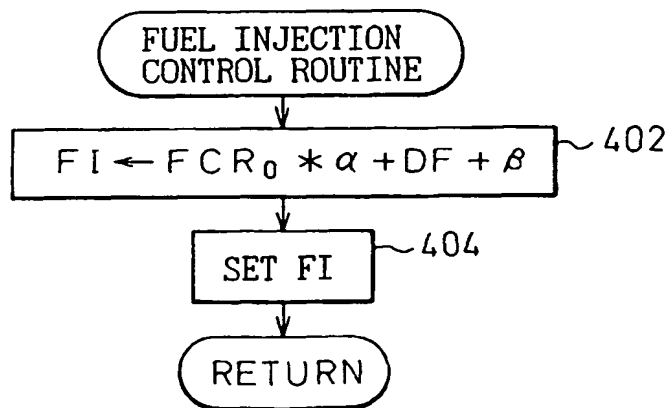 FUEL INJECTION
CONTROL ROUTINE
FI ← FCR₀ * α + DF + β
402
SET FI
404
RETURN